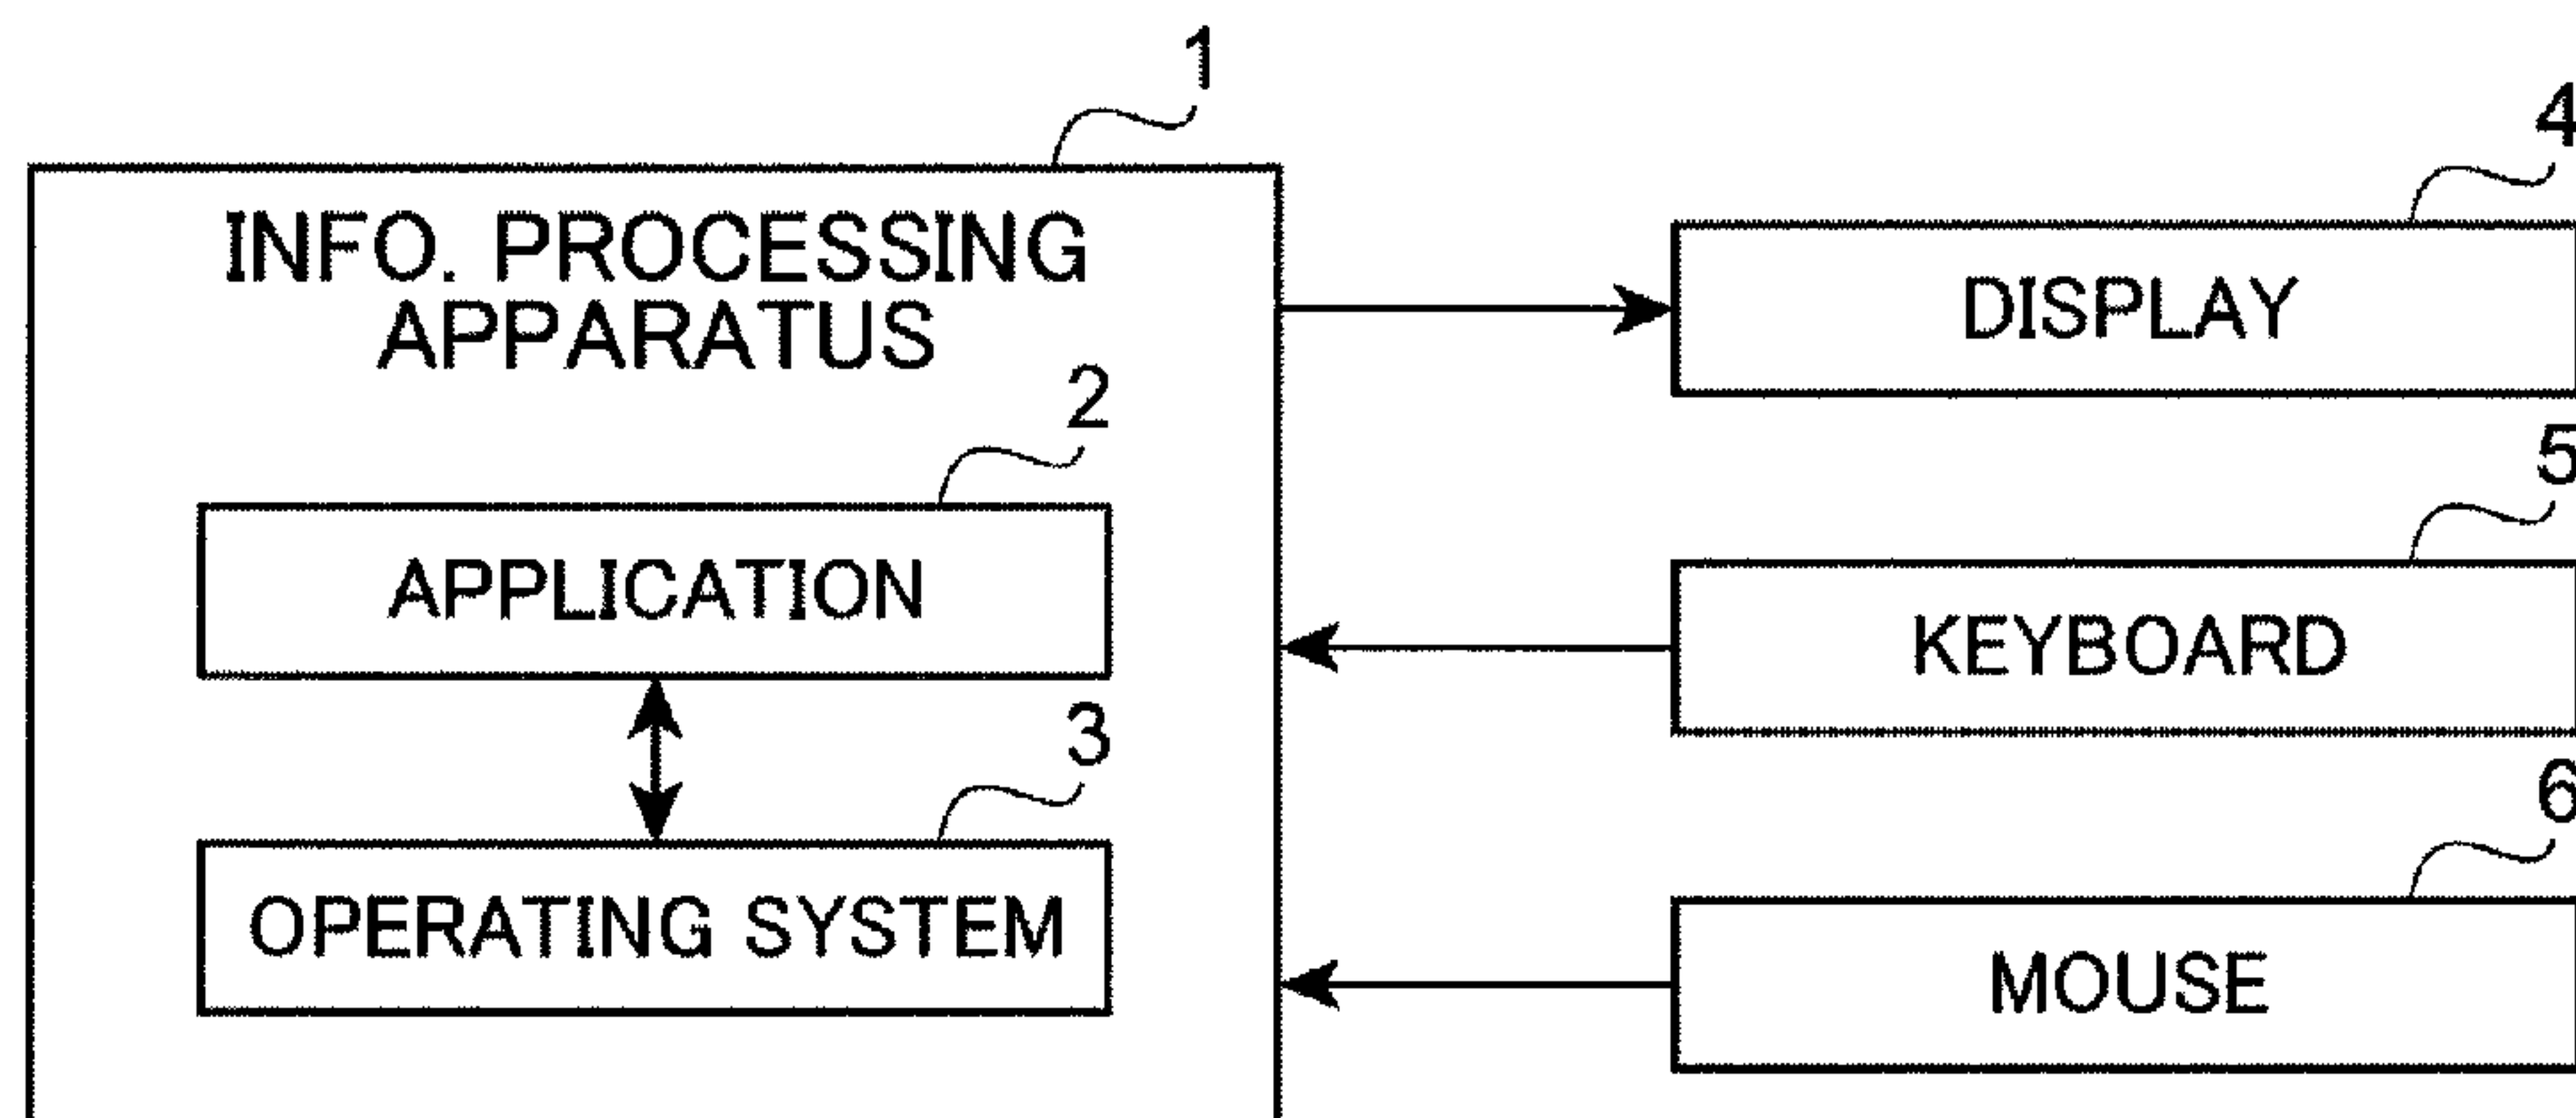 1
INFO. PROCESSING
APPARATUS
2
APPLICATION
3
OPERATING SYSTEM
4
DISPLAY
5
KEYBOARD
6
MOUSE